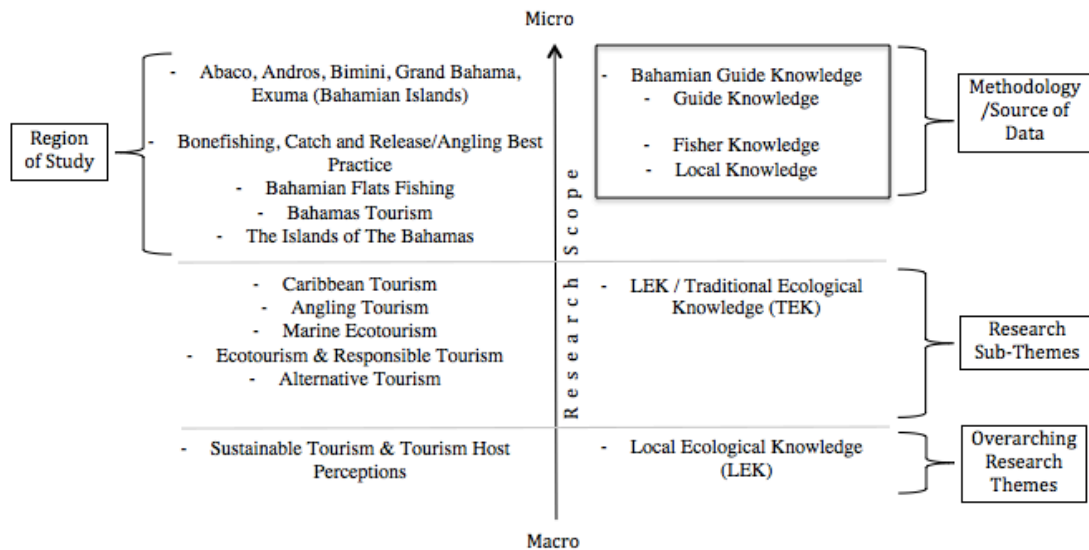 Micro
- Abaco, Andros, Bimini, Grand Bahama,
Exuma (Bahamian Islands)
- Bonefishing, Catch and Release/Angling Best
Practice
- Bahamian Flats Fishing
- Bahamas Tourism
- The Islands of The Bahamas
Region
of Study
- Bahamian Guide Knowledge
- Guide Knowledge
- Fisher Knowledge
- Local Knowledge
Methodology
/Source of
Data
Research Scope
- Caribbean Tourism
- Angling Tourism
- Marine Ecotourism
- Ecotourism & Responsible Tourism
- Alternative Tourism
- LEK / Traditional Ecological
Knowledge (TEK)
Research
Sub-Themes
- Sustainable Tourism & Tourism Host
Perceptions
- Local Ecological Knowledge
(LEK)
Overarching
Research
Themes
Macro